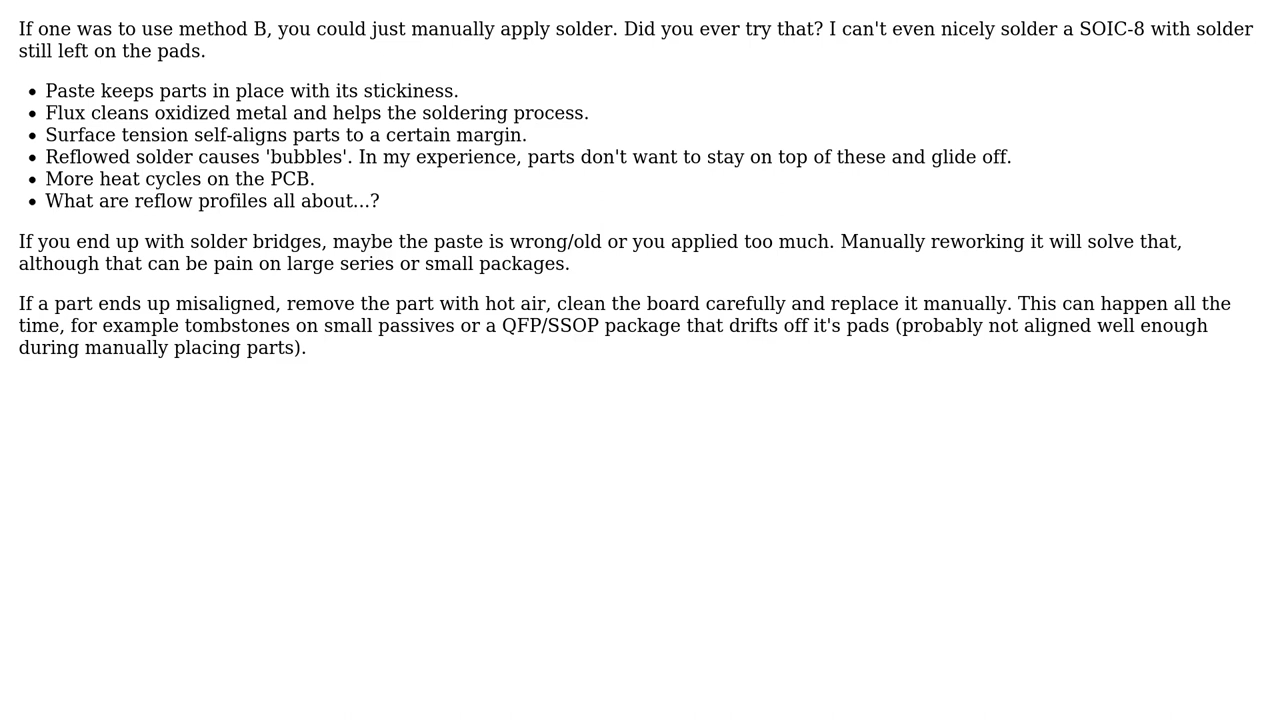 If one was to use method B, you could just manually apply solder. Did you ever try that? I can't even nicely solder a SOIC-8 with solder
still left on the pads.
• Paste keeps parts in place with its stickiness.
• Flux cleans oxidized metal and helps the soldering process.
• Surface tension self-aligns parts to a certain margin.
• Reflowed solder causes 'bubbles'. In my experience, parts don't want to stay on top of these and glide off.
• More heat cycles on the PCB.
• What are reflow profiles all about...?
If you end up with solder bridges, maybe the paste is wrong/old or you applied too much. Manually reworking it will solve that,
although that can be pain on large series or small packages.
If a part ends up misaligned, remove the part with hot air, clean the board carefully and replace it manually. This can happen all the
time, for example tombstones on small passives or a QFP/SSOP package that drifts off it's pads (probably not aligned well enough
during manually placing parts).